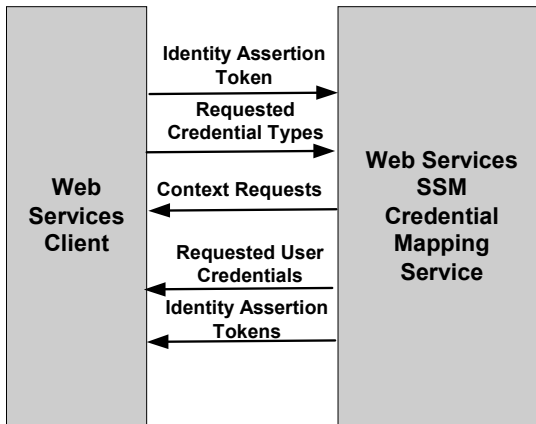 Web
Services
Client
Identity Assertion
Token
Requested
Credential Types
Context Requests
Requested User
Credentials
Identity Assertion
Tokens
Web Services
SSM
Credential
Mapping
Service